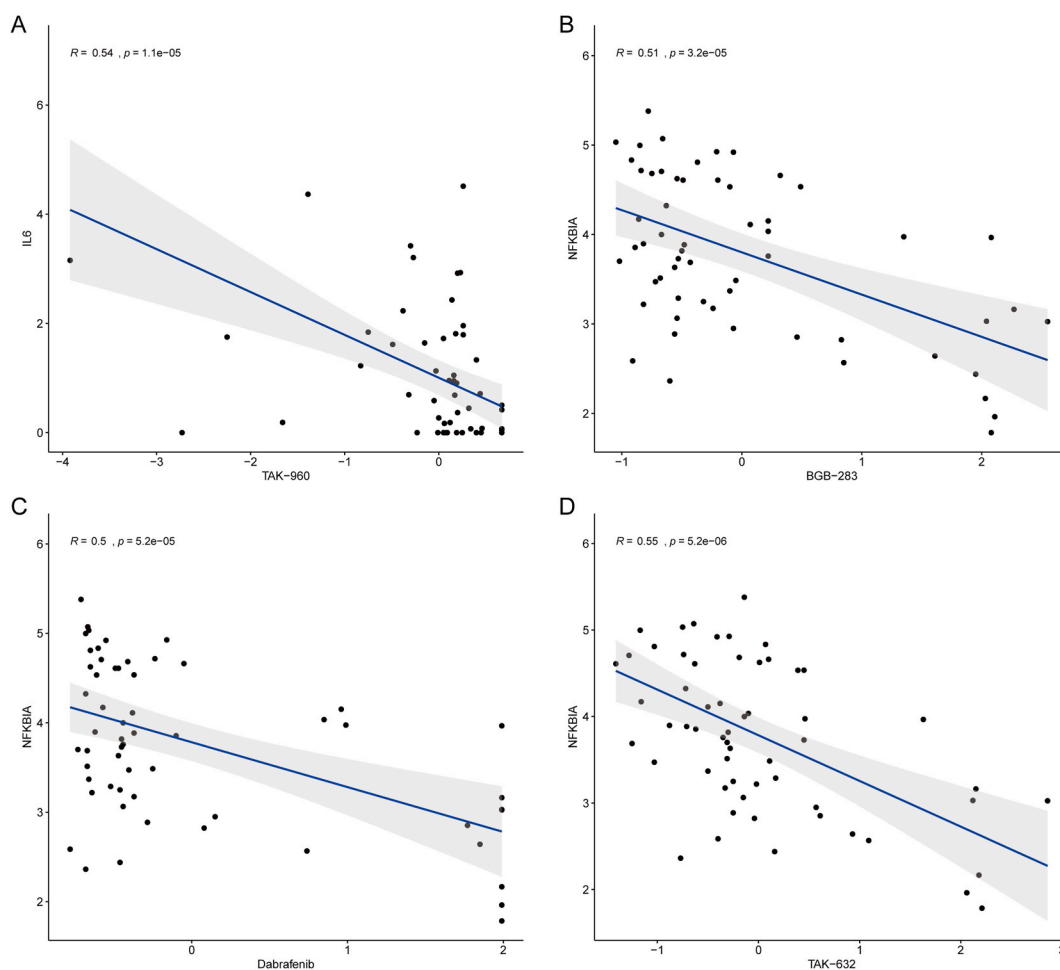 A
R = 0.54 , p = 1.1e−05
6
4
2
0
IL6
−4
−3
−2
−1
0
TAK−960
B
R = 0.51 , p = 3.2e−05
6
5
4
3
2
NFKBIA
−1
0
1
2
BGB−283
C
R = 0.5 , p = 5.2e−05
6
5
4
3
2
NFKBIA
0
1
2
Dabrafenib
D
R = 0.55 , p = 5.2e−06
6
5
4
3
2
NFKBIA
−1
0
1
2
3
TAK−632